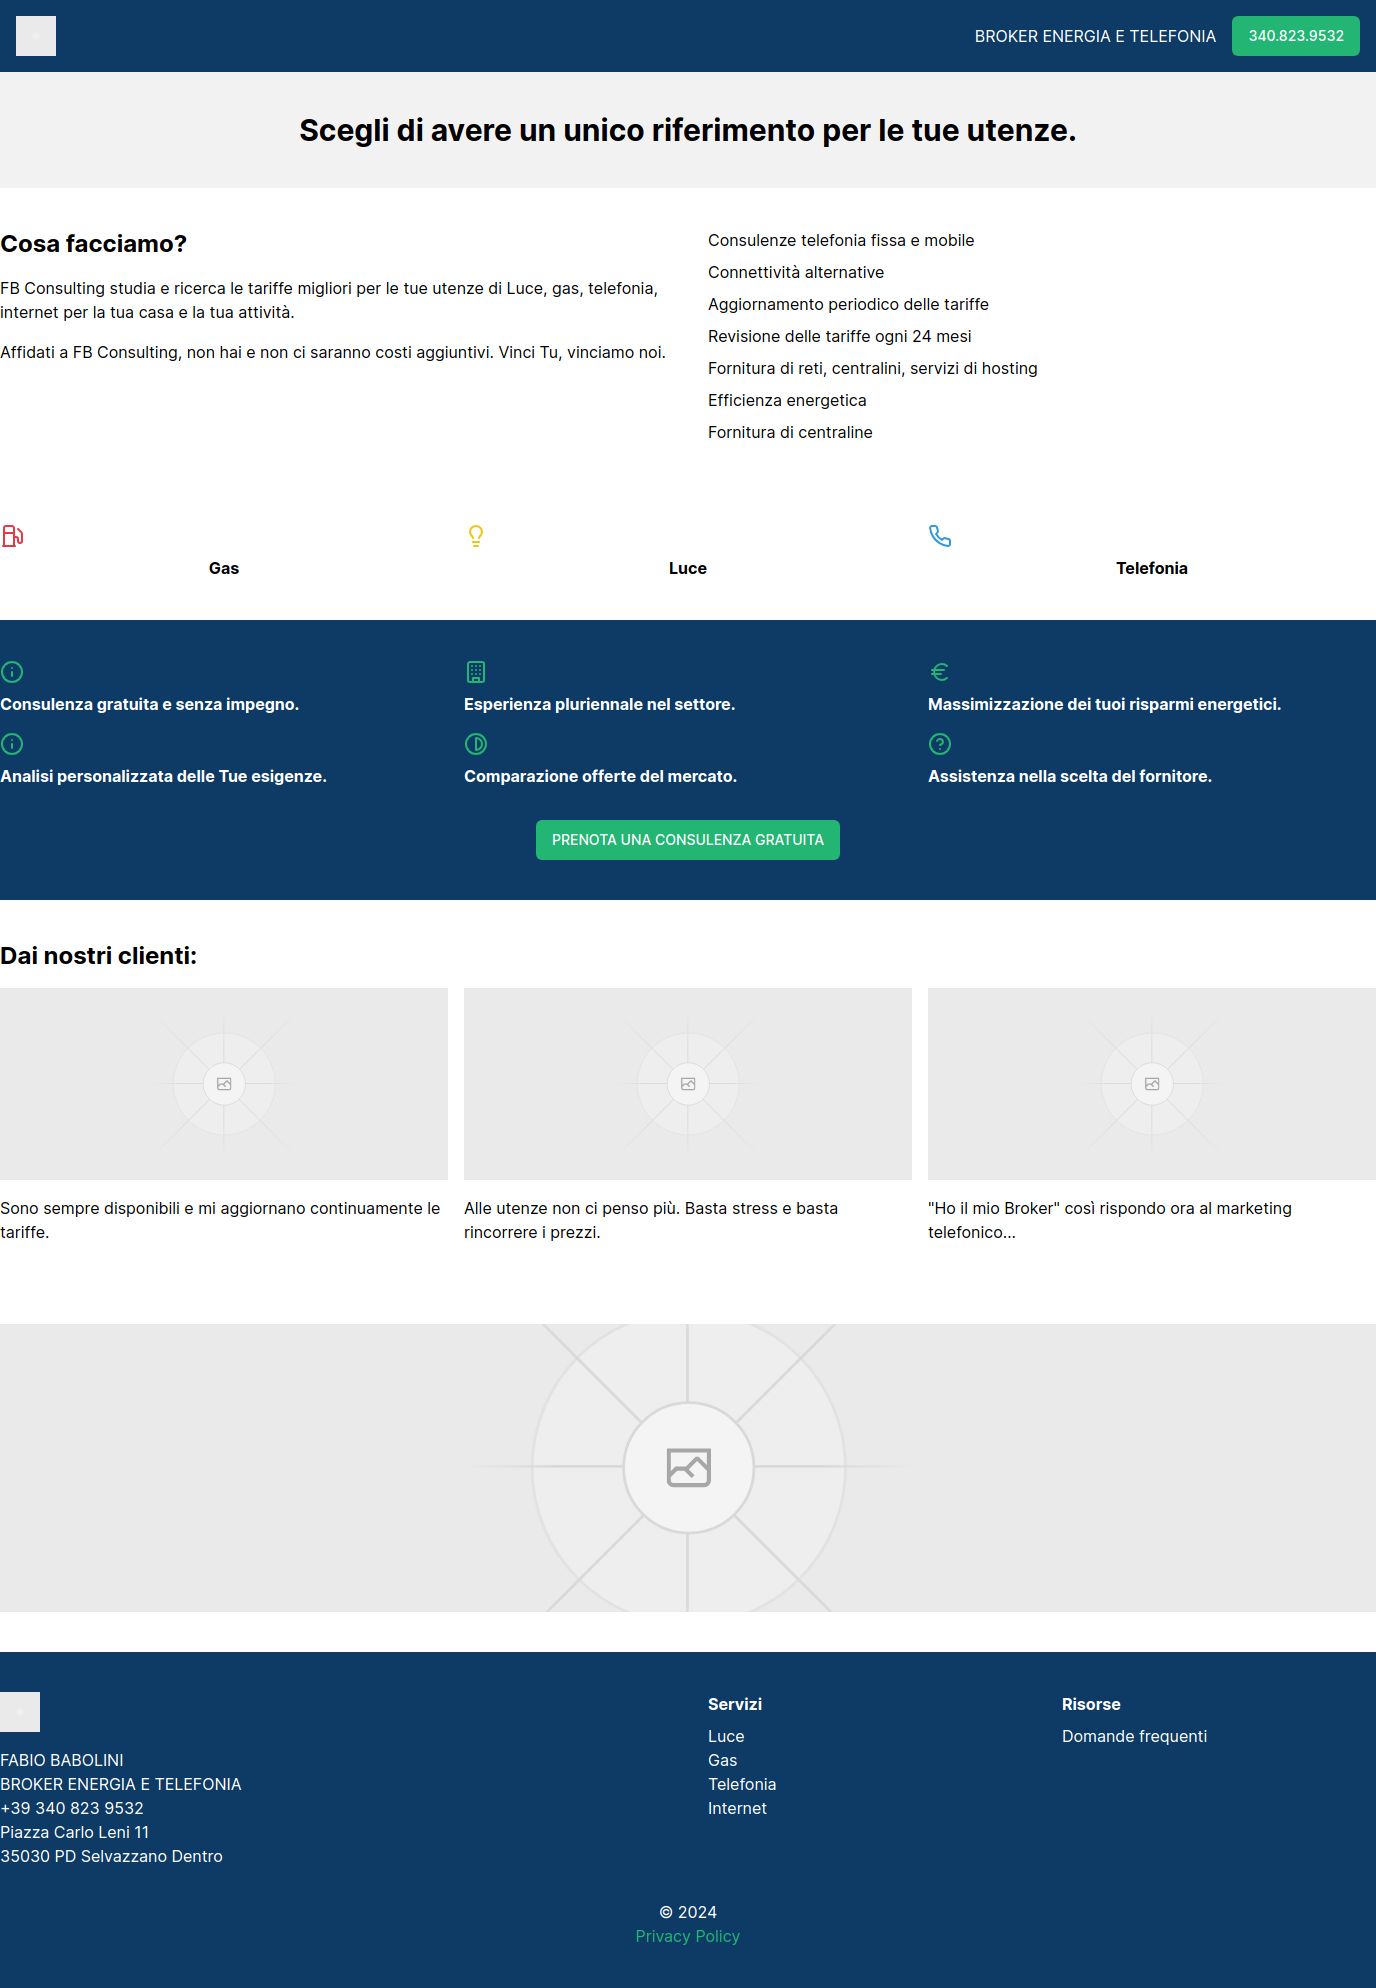 BROKER ENERGIA E TELEFONIA
340.823.9532
Scegli di avere un unico riferimento per le tue utenze.
Cosa facciamo?
FB Consulting studia e ricerca le tariffe migliori per le tue utenze di Luce, gas, telefonia,
internet per la tua casa e la tua attività.
Affidati a FB Consulting, non hai e non ci saranno costi aggiuntivi. Vinci Tu, vinciamo noi.
Consulenze telefonia fissa e mobile
Connettività alternative
Aggiornamento periodico delle tariffe
Revisione delle tariffe ogni 24 mesi
Fornitura di reti, centralini, servizi di hosting
Efficienza energetica
Fornitura di centraline
Gas
Luce
Telefonia
Consulenza gratuita e senza impegno.
Esperienza pluriennale nel settore.
Massimizzazione dei tuoi risparmi energetici.
Analisi personalizzata delle Tue esigenze.
Comparazione offerte del mercato.
Assistenza nella scelta del fornitore.
PRENOTA UNA CONSULENZA GRATUITA
Dai nostri clienti:
Sono sempre disponibili e mi aggiornano continuamente le
tariffe.
Alle utenze non ci penso più. Basta stress e basta
rincorrere i prezzi.
"Ho il mio Broker" così rispondo ora al marketing
telefonico...
FABIO BABOLINI
BROKER ENERGIA E TELEFONIA
+39 340 823 9532
Piazza Carlo Leni 11
35030 PD Selvazzano Dentro
Servizi
Luce
Gas
Telefonia
Internet
Risorse
Domande frequenti
© 2024
Privacy Policy